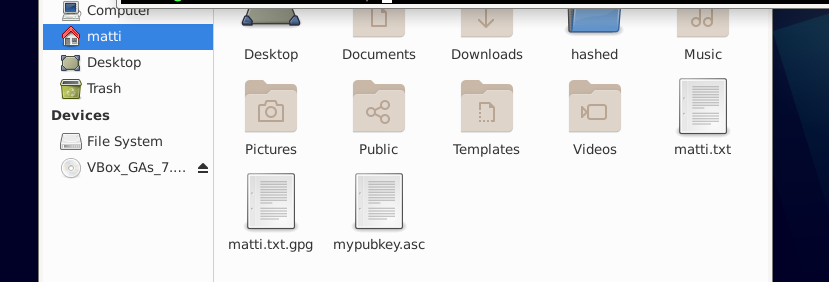 Computer
matti
Desktop
Trash
Devices
File System
VBox_GAs_7....
Desktop
Documents
Downloads
hashed
Music
Pictures
Public
Templates
Videos
matti.txt
matti.txt.gpg
mypubkey.asc